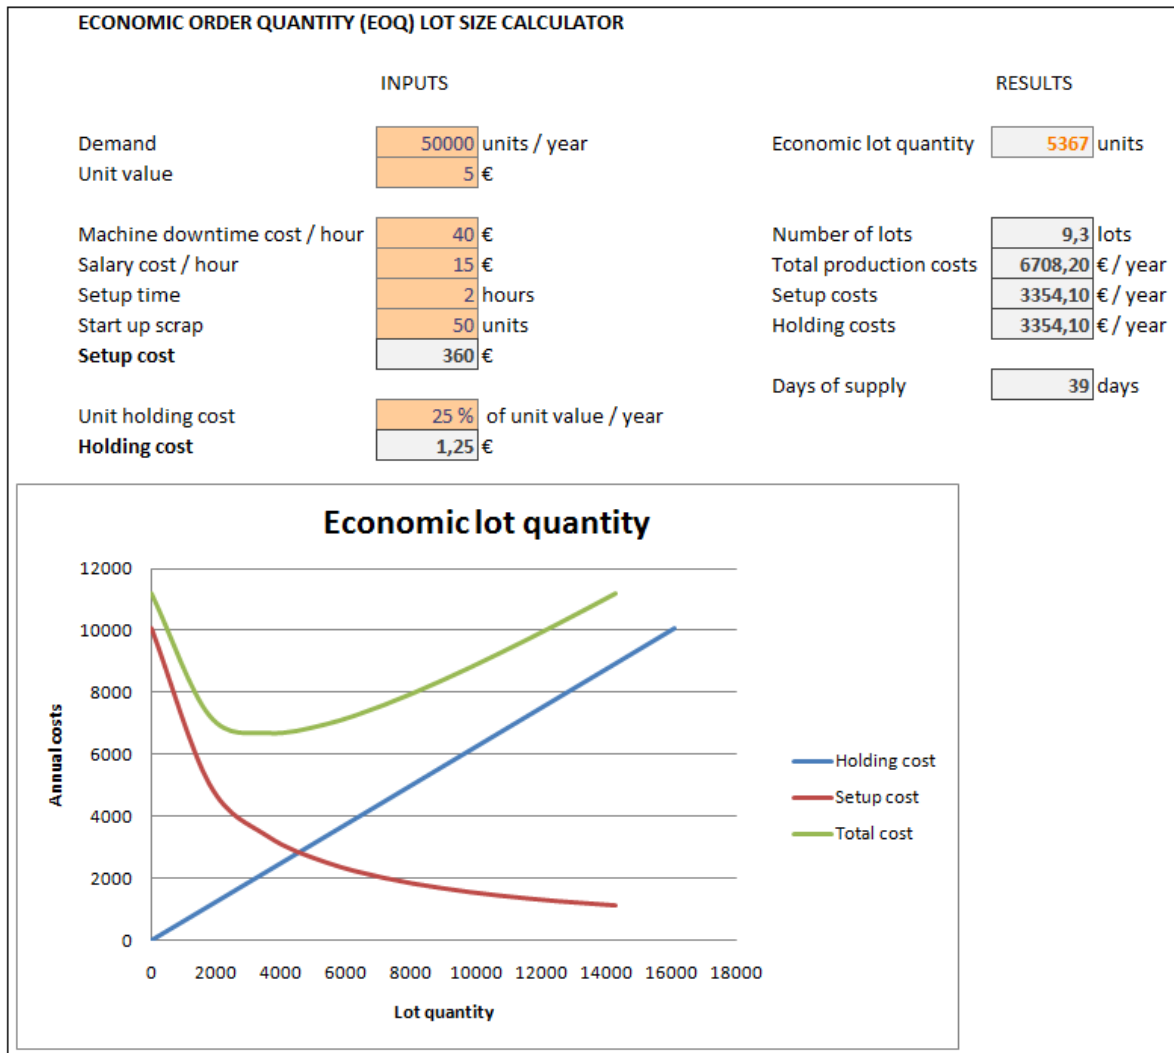 ECONOMIC ORDER QUANTITY (EOQ) LOT SIZE CALCULATOR
INPUTS RESULTS
Demand 50000 units / year Economic lot quantity 5367 units
Unit value 5 €
Machine downtime cost / hour 40 € Number of lots 9,3 lots
Salary cost / hour 15 € Total production costs 6708,20 € / year
Setup time 2 hours Setup costs 3354,10 € / year
Start up scrap 50 units Holding costs 3354,10 € / year
Setup cost 360 €
Days of supply 39 days
Unit holding cost 25 % of unit value / year
Holding cost 1,25 €
Economic lot quantity
12000
10000
8000
6000
4000
2000
0
Annual costs
0 2000 4000 6000 8000 10000 12000 14000 16000 18000
Lot quantity
Holding cost
Setup cost
Total cost